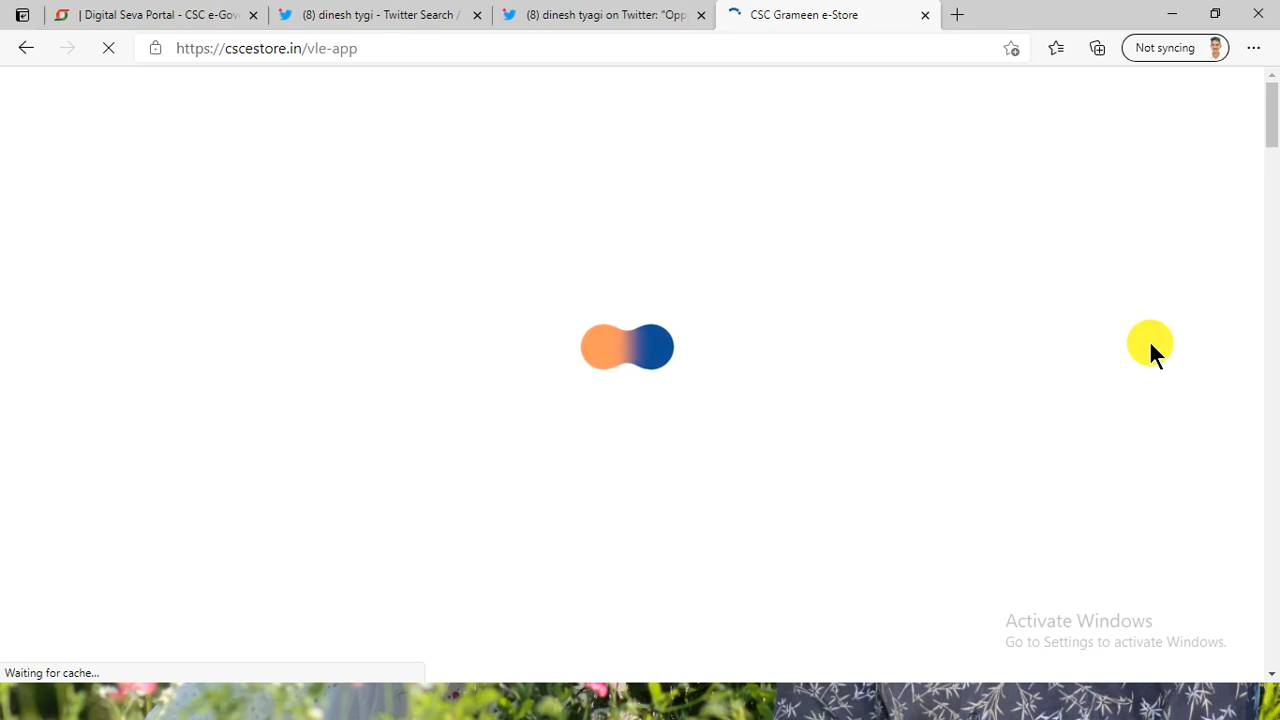 | Digital Seva Portal - CSC e-Gov
(8) dinesh tygi - Twitter Search /
(8) dinesh tyagi on Twitter: "Opp
CSC Grameen e-Store
https://cscestore.in/vle-app
Not syncing
Activate Windows
Go to Settings to activate Windows.
Waiting for cache...